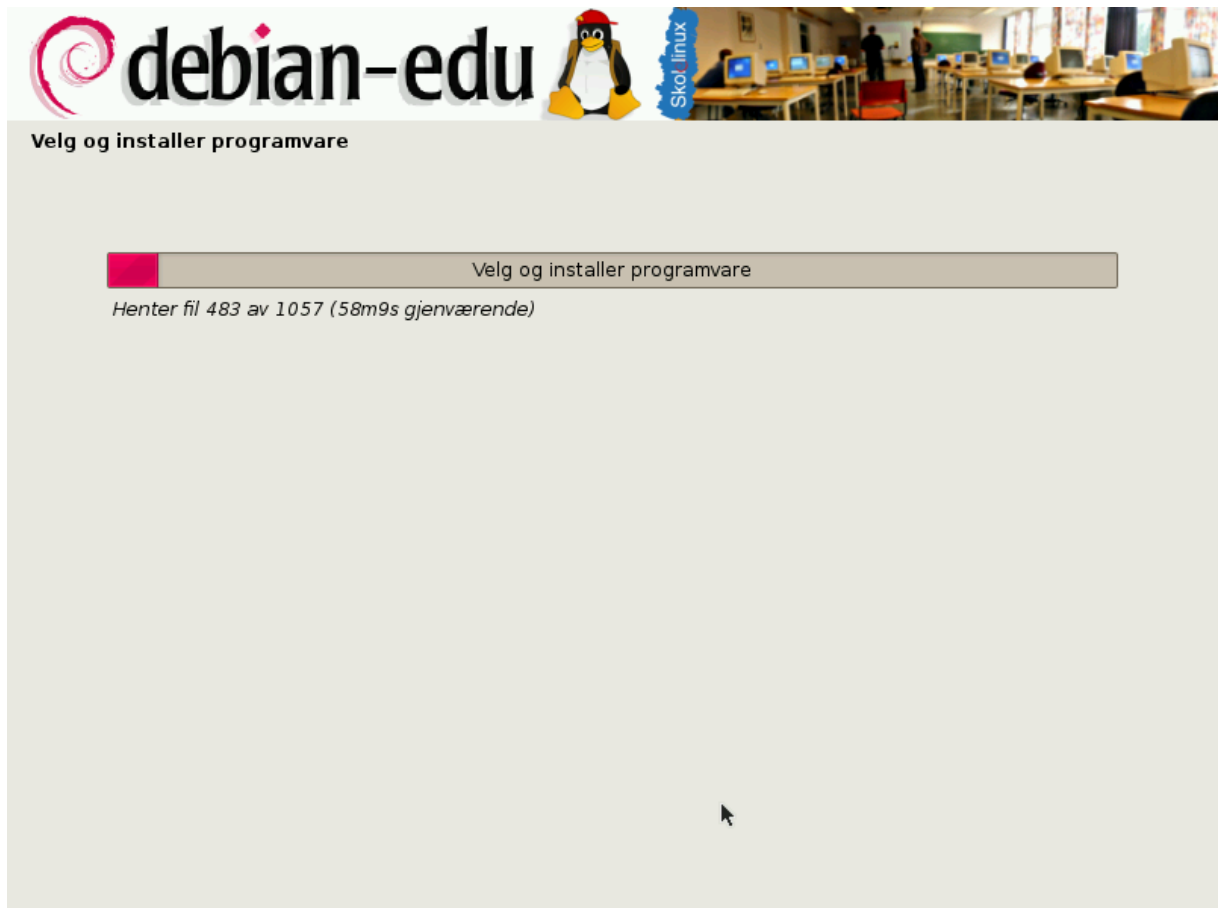 debian-edu
Skolelinux
Velg og installer programvare
Velg og installer programvare
Henter fil 483 av 1057 (58m9s gjenværende)